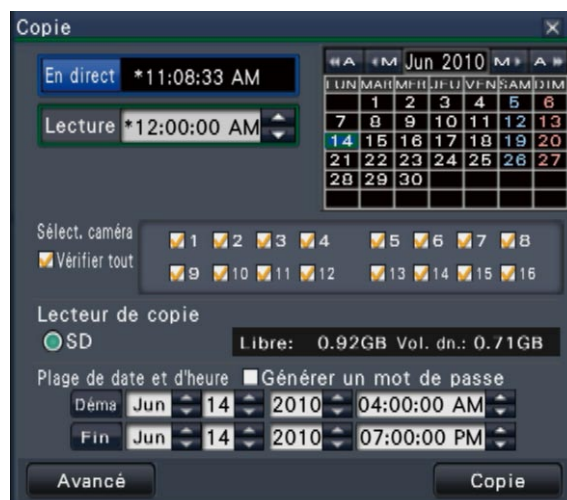 Copie
En direct *11:08:33 AM
Lecture *12:00:00 AM
A M Jun 2010 M A
LUN MAR MER JEU VEN SAM DIM
1 2 3 4 5 6
7 8 9 10 11 12 13
14 15 16 17 18 19 20
21 22 23 24 25 26 27
28 29 30
Sélect. caméra
Vérifier tout
1 2 3 4 5 6 7 8
9 10 11 12 13 14 15 16
Lecteur de copie
SD Libre: 0.92GB Vol. dn.: 0.71GB
Plage de date et d'heure Générer un mot de passe
Déma Jun 14 2010 04:00:00 AM
Fin Jun 14 2010 07:00:00 PM
Avancé Copie